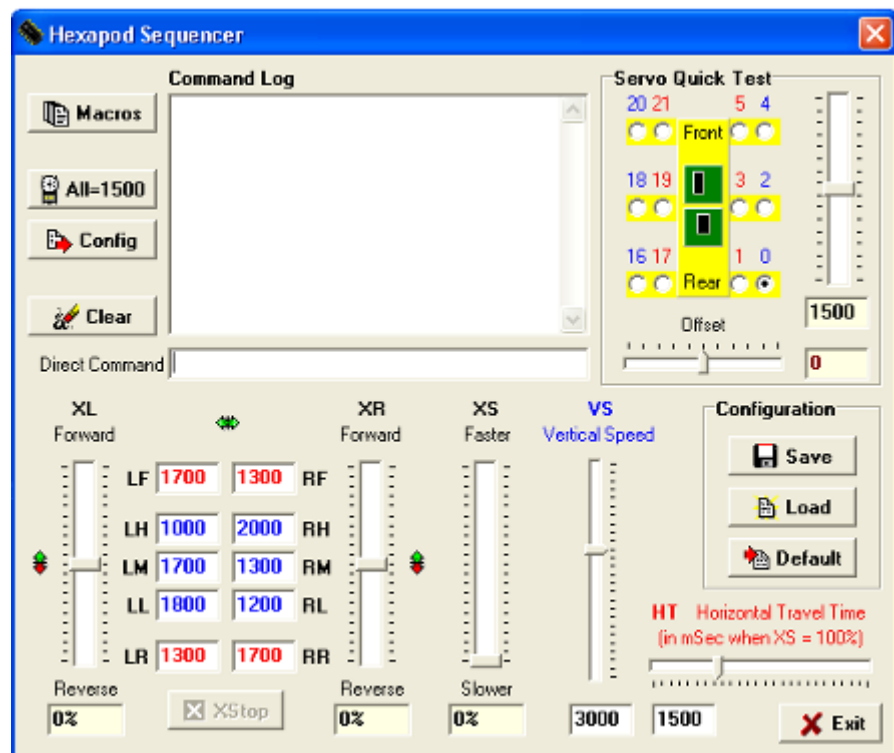 Hexapod Sequencer
Command Log
Macros
All=1500
Config
Clear
Direct Command
Servo Quick Test
20 21 5 4
Front
18 19 3 2
16 17 1 0
Rear
1500
Offset
0
XL
Forward
XR
Forward
XS
Faster
VS
Vertical Speed
LF 1700 1300 RF
LH 1000 2000 RH
LM 1700 1300 RM
LL 1800 1200 RL
LR 1300 1700 RR
Reverse
0%
XStop
Reverse
0%
Slower
0%
3000
Configuration
Save
Load
Default
HT Horizontal Travel Time
(in mSec when XS = 100%)
1500
Exit